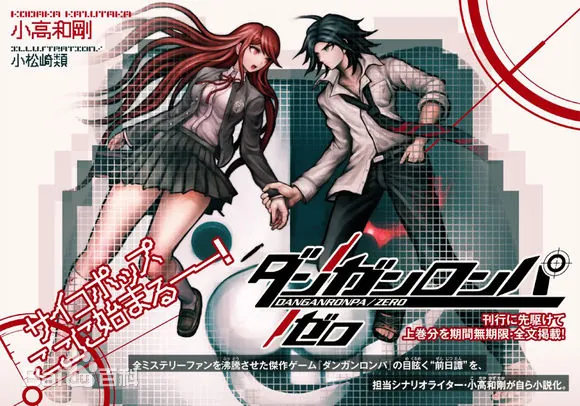 KODAKA KAZUTAKA
小高和剛
ILLUSTRATION/
小松崎類
サイコポップ、
ここに始まる――!
ダンガンロンパ
DANGANRONPA/ZERO
/ゼロ
刊行に先駆けて
上巻分を期間無期限・全文掲載!
全ミステリーファンを沸騰させた傑作ゲーム『ダンガンロンパ』の目眩く“前日譚”を、
担当シナリオライター・小高和剛が自ら小説化。